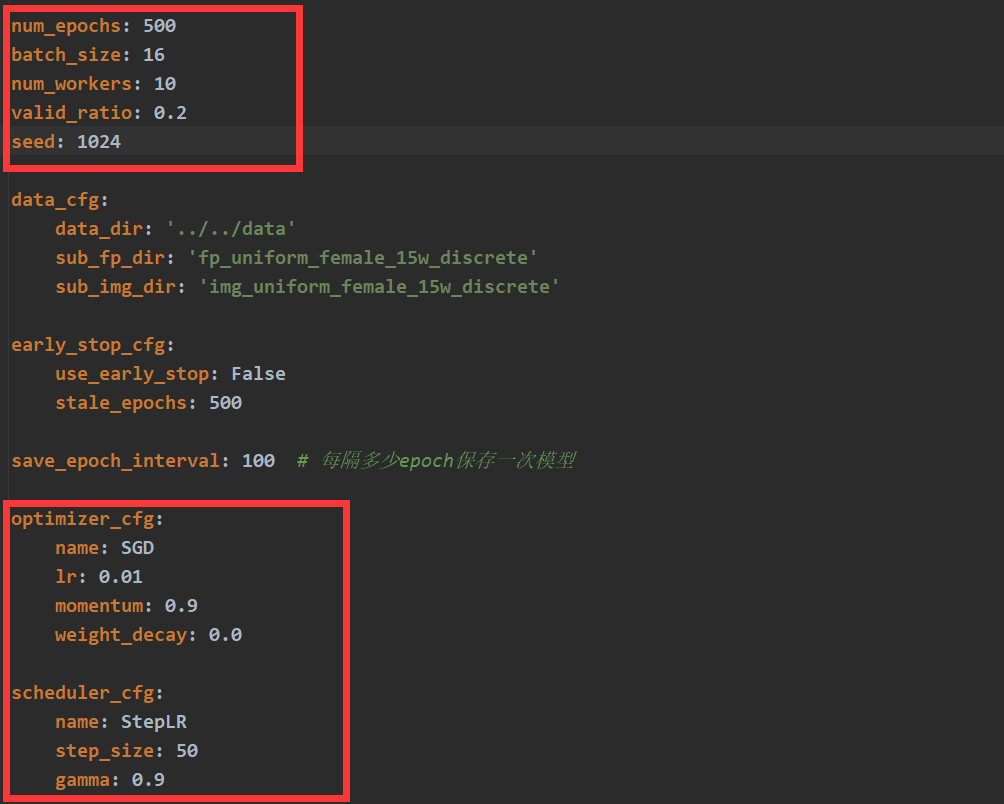 num_epochs: 500
batch_size: 16
num_workers: 10
valid_ratio: 0.2
seed: 1024
data_cfg:
data_dir: '../../data'
sub_fp_dir: 'fp_uniform_female_15w_discrete'
sub_img_dir: 'img_uniform_female_15w_discrete'
early_stop_cfg:
use_early_stop: False
stale_epochs: 500
save_epoch_interval: 100  # 每隔多少epoch保存一次模型
optimizer_cfg:
name: SGD
lr: 0.01
momentum: 0.9
weight_decay: 0.0
scheduler_cfg:
name: StepLR
step_size: 50
gamma: 0.9